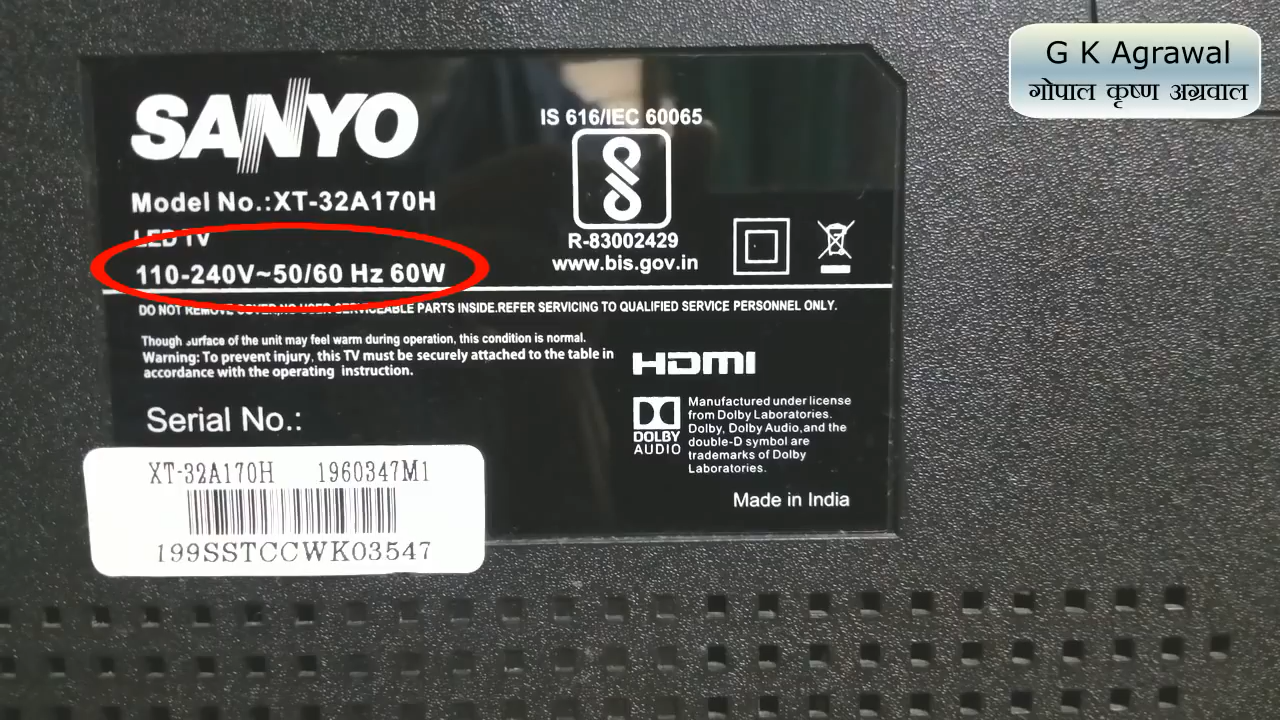 G K Agrawal
गोपाल कृष्ण अग्रवाल
SANYO
Model No.:XT-32A170H
LED TV
110-240V~50/60 Hz 60W
IS 616/IEC 60065
R-83002429
www.bis.gov.in
DO NOT REMOVE COVER,NO USER SERVICEABLE PARTS INSIDE.REFER SERVICING TO QUALIFIED SERVICE PERSONNEL ONLY.
Though surface of the unit may feel warm during operation, this condition is normal.
Warning: To prevent injury, this TV must be securely attached to the table in
accordance with the operating instruction.
HDMI
DOLBY
AUDIO
Manufactured under license
from Dolby Laboratories.
Dolby, Dolby Audio,and the
double-D symbol are
trademarks of Dolby
Laboratories.
Made in India
Serial No.:
XT-32A170H 1960347M1
199SSTCCWK03547